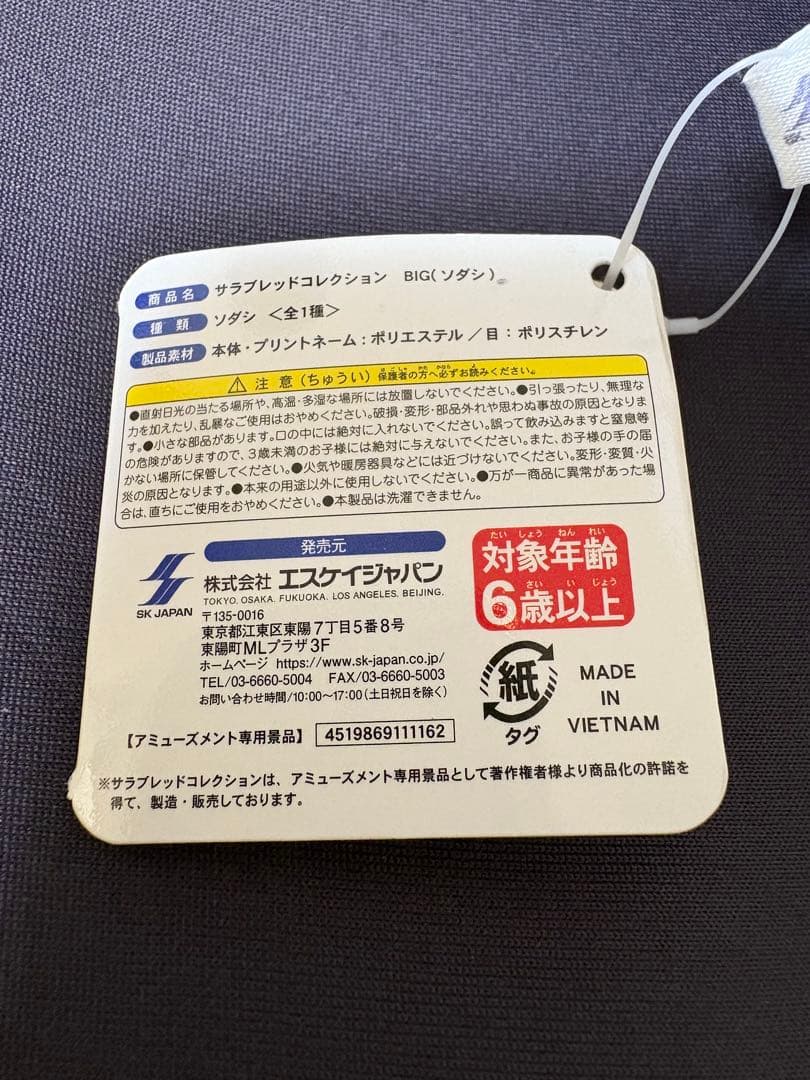 商品名 サラブレッドコレクション BIG(ソダシ)
種類 ソダシ <全1種>
製品素材 本体・プリントネーム:ポリエステル/目:ポリスチレン
注意(ちゅうい)保護者の方へ必ずお読みください。
●直射日光の当たる場所や、高温・多湿な場所には放置しないでください。●引っ張ったり、無理な
力を加えたり、乱暴なご使用はおやめください。破損・変形・部品外れや思わぬ事故の原因となりま
す。●小さな部品があります。口の中には絶対に入れないでください。誤って飲み込みますと窒息等
の危険がありますので、3歳未満のお子様には絶対に与えないでください。また、お子様の手の届
かない場所に保管してください。●火気や暖房器具などには近づけないでください。変形・変質・火
災の原因となります。●本来の用途以外に使用しないでください。●万が一商品に異常があった場
合は、直ちにご使用をおやめください。●本製品は洗濯できません。
発売元
SK JAPAN
株式会社 エスケイジャパン
TOKYO. OSAKA. FUKUOKA. LOS ANGELES. BEIJING.
〒135-0016
東京都江東区東陽7丁目5番8号
東陽町MLプラザ3F
ホームページ https://www.sk-japan.co.jp/
TEL/03-6660-5004 FAX/03-6660-5003
お問い合わせ時間/10:00〜17:00(土日祝日を除く)
たいしょうねんれい
対象年齢
さいいじょう
6歳以上
紙
タグ
MADE
IN
VIETNAM
【アミューズメント専用景品】 4519869111162
※サラブレッドコレクションは、アミューズメント専用景品として著作権者様より商品化の許諾を
得て、製造・販売しております。